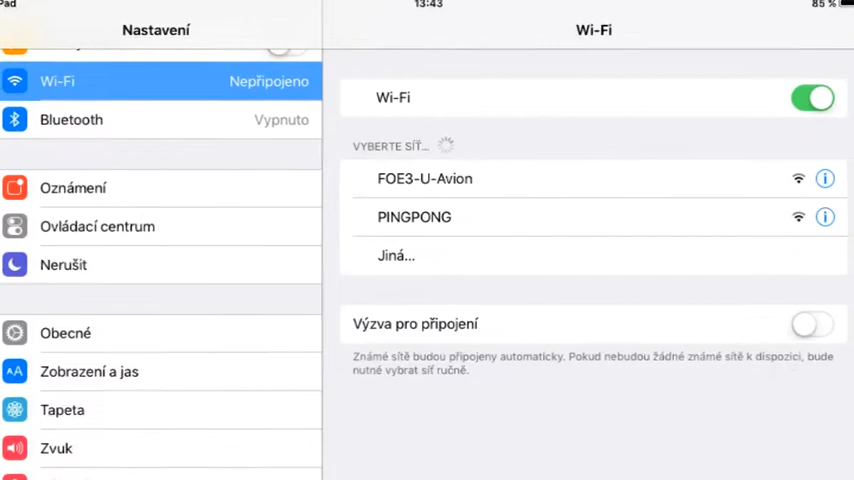 Pad
13:43
85 %
Nastavení
Wi-Fi
Wi-Fi
Nepřipojeno
Bluetooth
Vypnuto
Oznámení
Ovládací centrum
Nerušit
Obecné
Zobrazení a jas
Tapeta
Zvuk
Wi-Fi
VYBERTE SÍŤ...
FOE3-U-Avion
PINGPONG
Jiná...
Výzva pro připojení
Známé sítě budou připojeny automaticky. Pokud nebudou žádné známé sítě k dispozici, bude
nutné vybrat síť ručně.